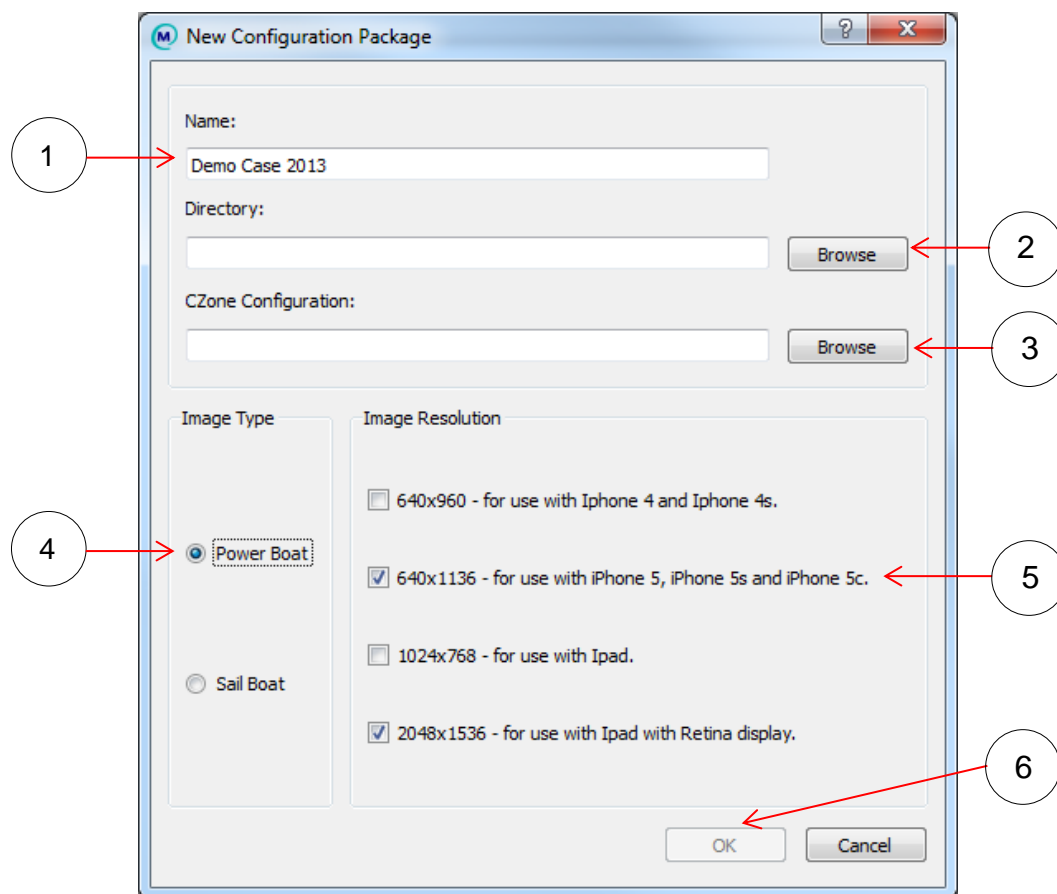 M New Configuration Package ?
Name:
1
Demo Case 2013
Directory:
Browse
2
CZone Configuration:
Browse
3
Image Type
Image Resolution
640x960 - for use with Iphone 4 and Iphone 4s.
4
Power Boat
640x1136 - for use with iPhone 5, iPhone 5s and iPhone 5c.
5
1024x768 - for use with Ipad.
Sail Boat
2048x1536 - for use with Ipad with Retina display.
6
OK
Cancel